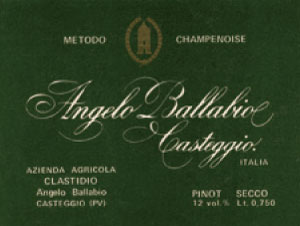 METODO CHAMPENOISE
Angelo Ballabio
Casteggio.
ITALIA
AZIENDA AGRICOLA
CLASTIDIO
Angelo Ballabio
CASTEGGIO (PV)
PINOT SECCO
12 vol.% Lt. 0,750